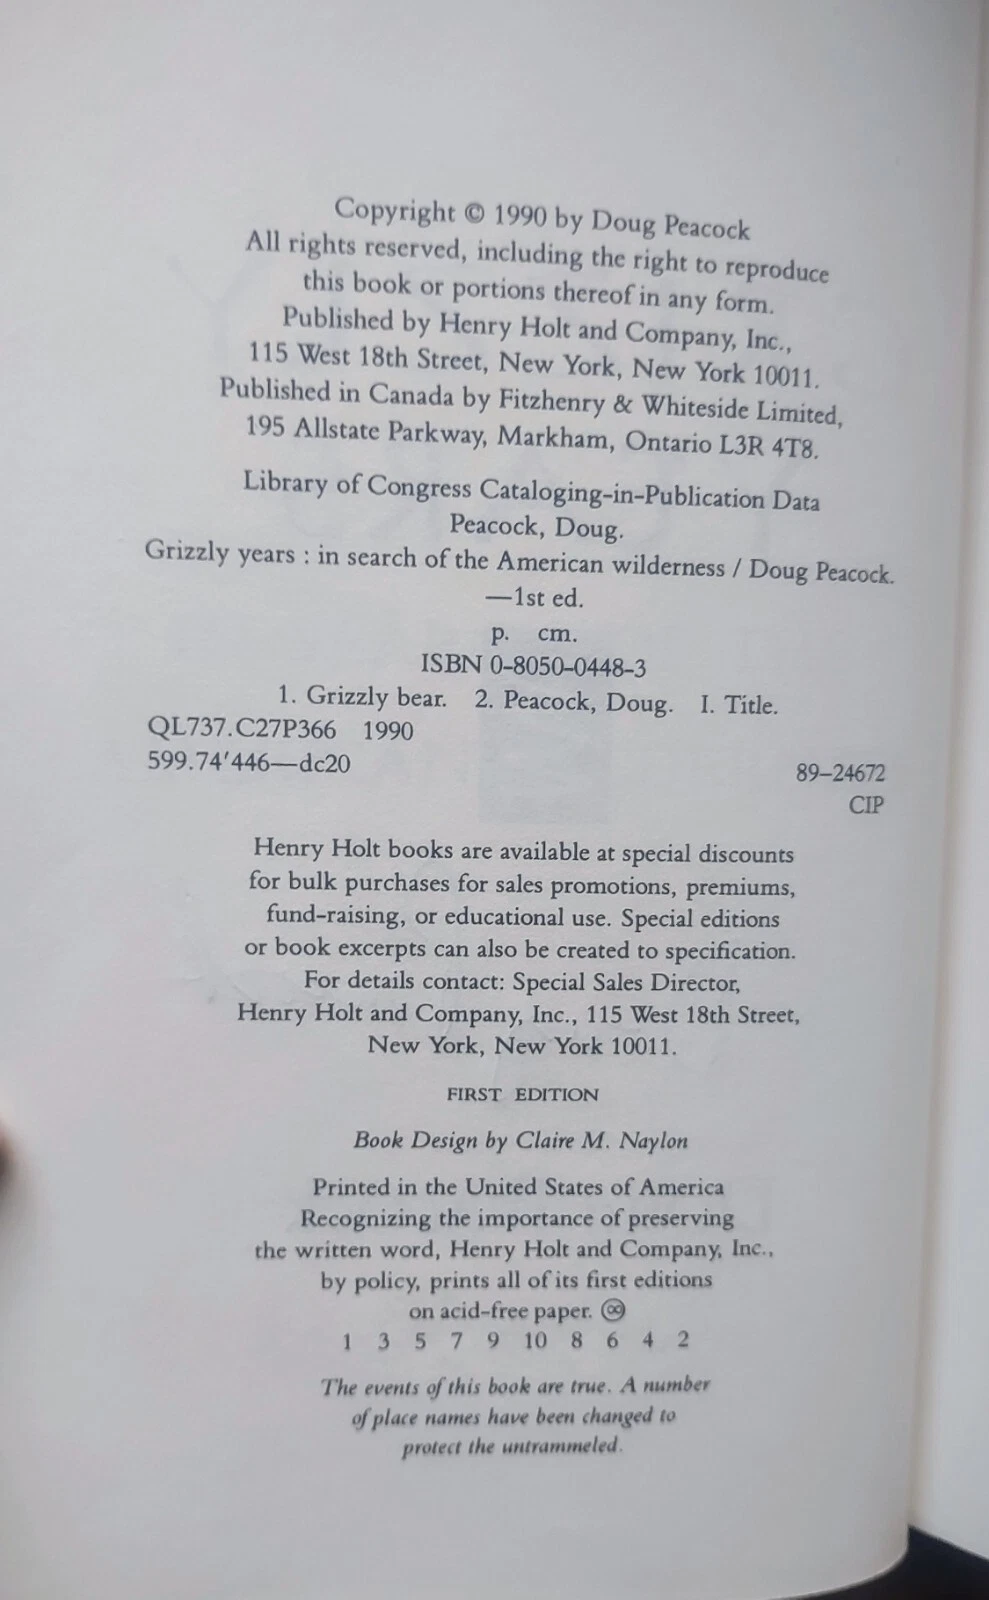 Copyright © 1990 by Doug Peacock
All rights reserved, including the right to reproduce
this book or portions thereof in any form.
Published by Henry Holt and Company, Inc.,
115 West 18th Street, New York, New York 10011.
Published in Canada by Fitzhenry & Whiteside Limited,
195 Allstate Parkway, Markham, Ontario L3R 4T8.
Library of Congress Cataloging-in-Publication Data
Peacock, Doug.
Grizzly years : in search of the American wilderness / Doug Peacock.
—1st ed.
p. cm.
ISBN 0-8050-0448-3
1. Grizzly bear. 2. Peacock, Doug. I. Title.
QL737.C27P366 1990
599.74′446—dc20
89–24672
CIP
Henry Holt books are available at special discounts
for bulk purchases for sales promotions, premiums,
fund-raising, or educational use. Special editions
or book excerpts can also be created to specification.
For details contact: Special Sales Director,
Henry Holt and Company, Inc., 115 West 18th Street,
New York, New York 10011.
FIRST EDITION
Book Design by Claire M. Naylon
Printed in the United States of America
Recognizing the importance of preserving
the written word, Henry Holt and Company, Inc.,
by policy, prints all of its first editions
on acid-free paper. ♾
1 3 5 7 9 10 8 6 4 2
The events of this book are true. A number
of place names have been changed to
protect the untrammeled.